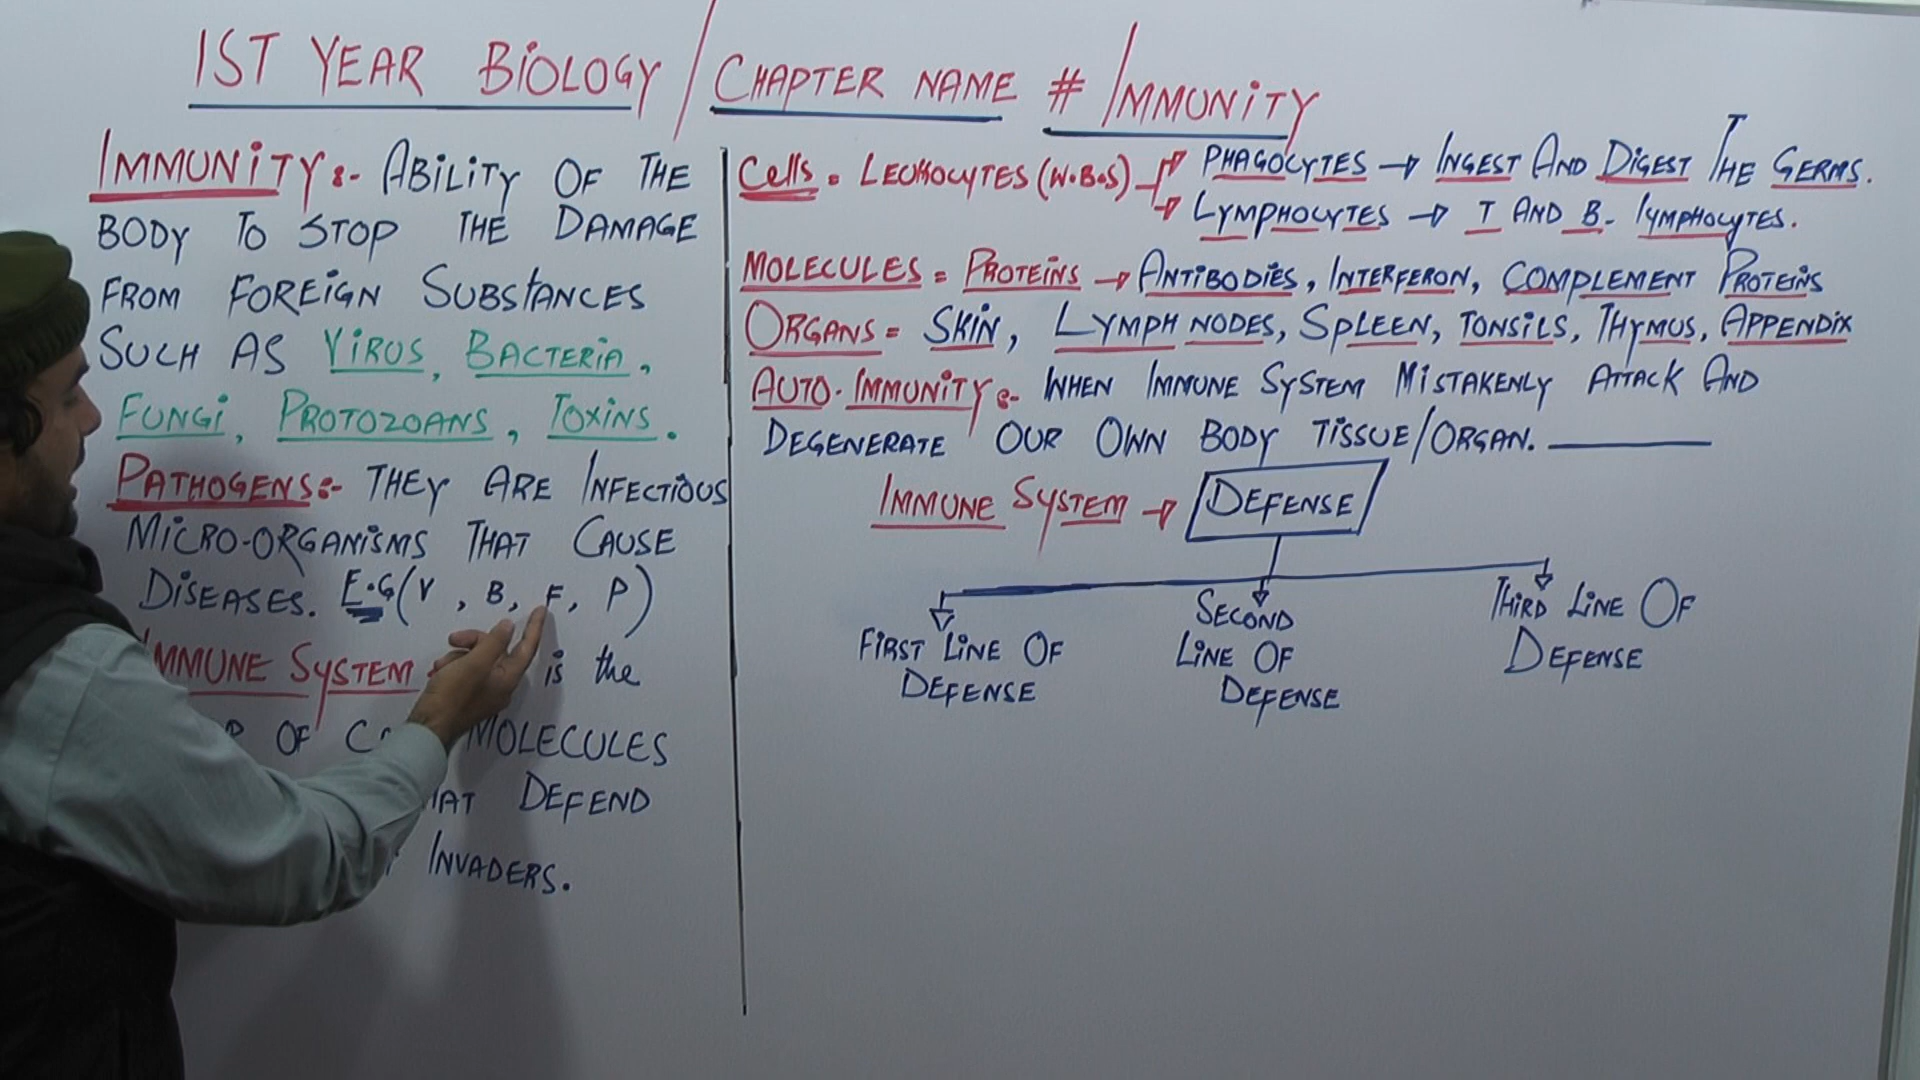 1ST YEAR BIOLOGY / CHAPTER NAME # IMMUNITY
IMMUNITY:- ABILITY OF THE
BODY TO STOP THE DAMAGE
FROM FOREIGN SUBSTANCES
SUCH AS VIRUS, BACTERIA,
FUNGI, PROTOZOANS, TOXINS.
PATHOGENS:- THEY ARE INFECTIOUS
MICRO-ORGANISMS THAT CAUSE
DISEASES. E.G(V, B, F, P)
IMMUNE SYSTEM is the
OF MOLECULES
DEFEND
INVADERS.
Cells = LEUKOCYTES (W.B.S) → PHAGOCYTES → INGEST AND DIGEST THE GERMS.
→ LYMPHOCYTES → T AND B- LYMPHOCYTES.
MOLECULES = PROTEINS → ANTIBODIES, INTERFERON, COMPLEMENT PROTEINS
ORGANS = SKIN, LYMPH NODES, SPLEEN, TONSILS, THYMUS, APPENDIX
AUTO-IMMUNITY:- WHEN IMMUNE SYSTEM MISTAKENLY ATTACK AND
DEGENERATE OUR OWN BODY TISSUE/ORGAN.
IMMUNE SYSTEM → DEFENSE
FIRST LINE OF
DEFENSE
SECOND
LINE OF
DEFENSE
THIRD LINE OF
DEFENSE